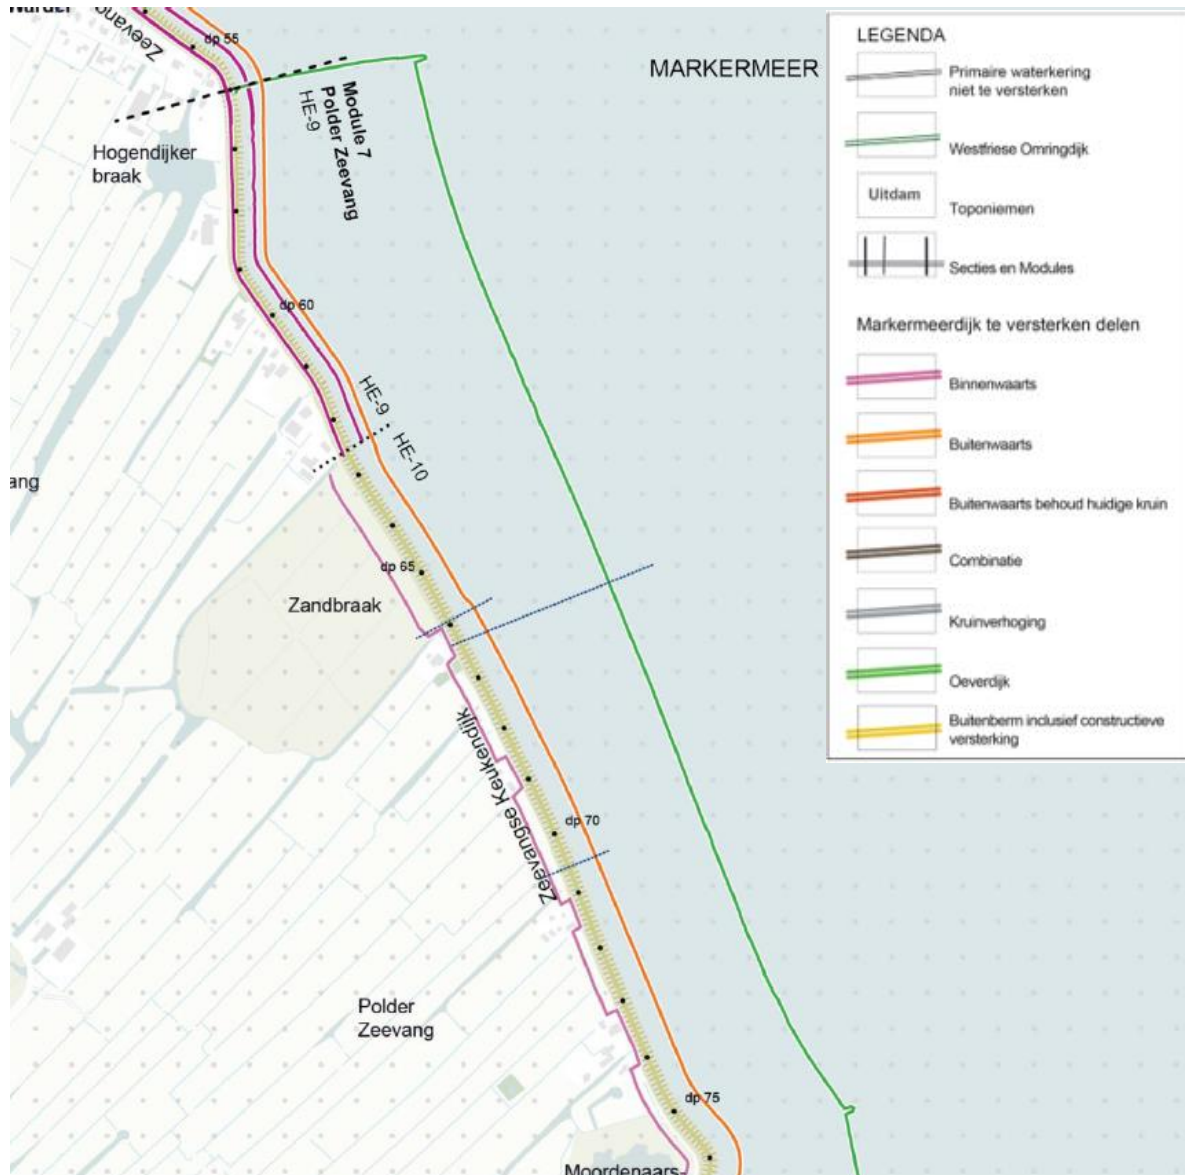 Zeevang
dp 55
MARKERMEER
Module 7
Polder Zeevang
HE-9
Hogendijker
braak
dp 60
HE-9
HE-10
ang
dp 65
Zandbraak
Zeevangse Keukendijk
dp 70
Polder
Zeevang
dp 75
Moordenaars-
LEGENDA
Primaire waterkering
niet te versterken
Westfriese Omringdijk
Uitdam
Toponiemen
Secties en Modules
Markermeerdijk te versterken delen
Binnenwaarts
Buitenwaarts
Buitenwaarts behoud huidige kruin
Combinatie
Kruinverhoging
Oeverdijk
Buitenberm inclusief constructieve
versterking